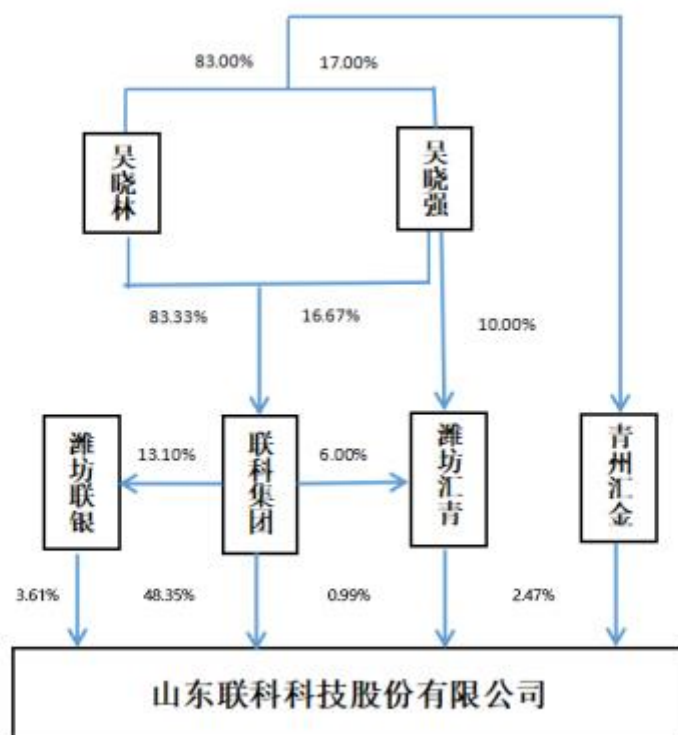 83.00%
17.00%
吴晓林
吴晓强
83.33%
16.67%
10.00%
潍坊联银
13.10%
联科集团
6.00%
潍坊汇青
青州汇金
3.61%
48.35%
0.99%
2.47%
山东联科科技股份有限公司